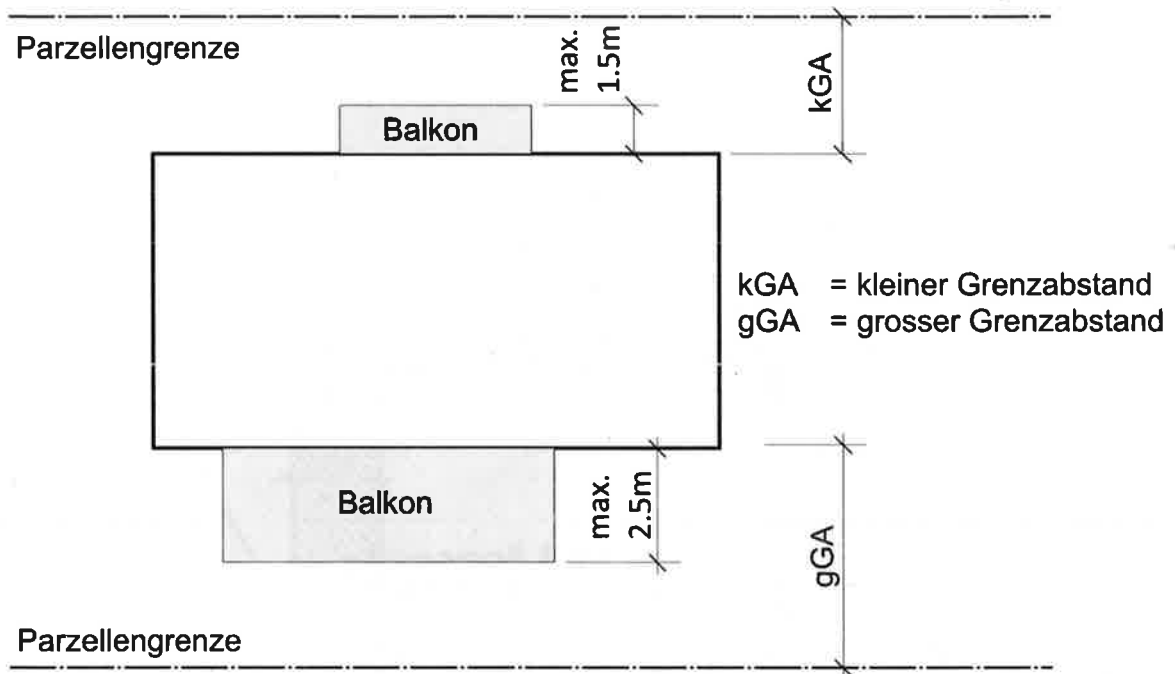 Parzellengrenze
max.
1.5m
kGA
Balkon
kGA = kleiner Grenzabstand
gGA = grosser Grenzabstand
Balkon
max.
2.5m
gGA
Parzellengrenze